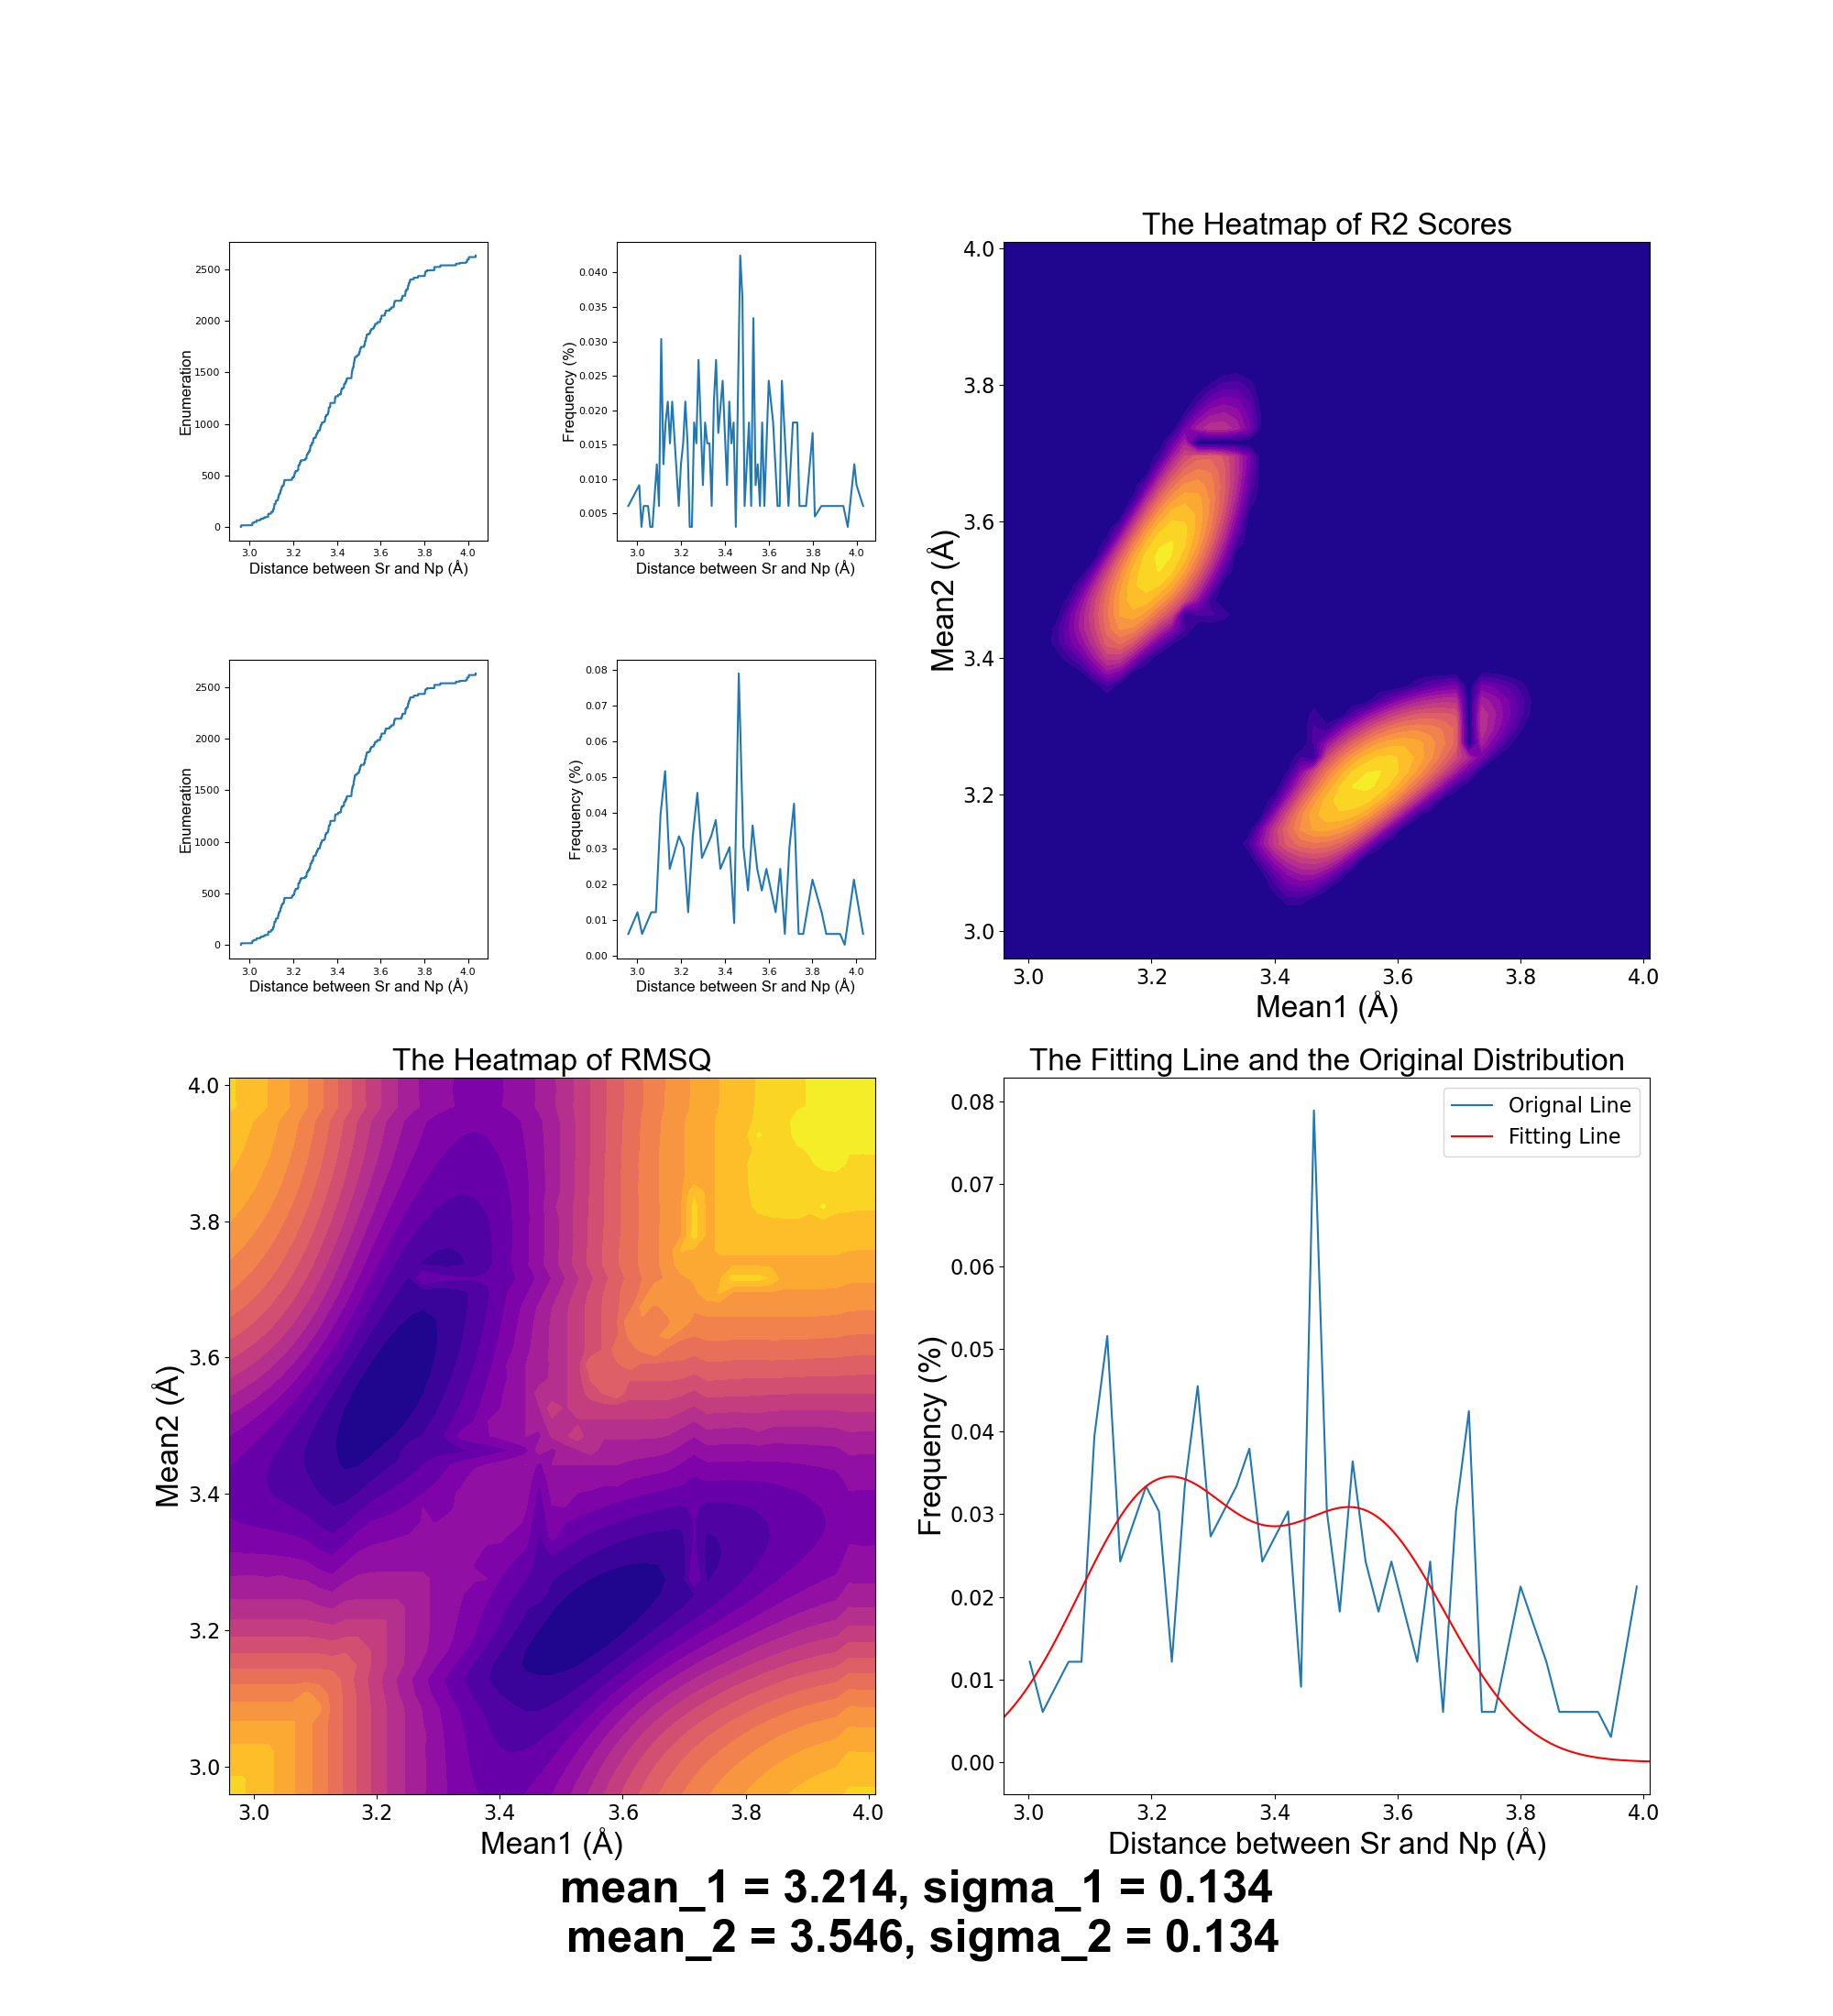 The Heatmap of R2 Scores
2500
2000
1500
1000
500
0
Enumeration
3.0 3.2 3.4 3.6 3.8 4.0
Distance between Sr and Np (Å)
0.040
0.035
0.030
0.025
0.020
0.015
0.010
0.005
Frequency (%)
3.0 3.2 3.4 3.6 3.8 4.0
Distance between Sr and Np (Å)
4.0
3.8
3.6
3.4
3.2
3.0
Mean2 (Å)
3.0 3.2 3.4 3.6 3.8 4.0
Mean1 (Å)
2500
2000
1500
1000
500
0
Enumeration
3.0 3.2 3.4 3.6 3.8 4.0
Distance between Sr and Np (Å)
0.08
0.07
0.06
0.05
0.04
0.03
0.02
0.01
0.00
Frequency (%)
3.0 3.2 3.4 3.6 3.8 4.0
Distance between Sr and Np (Å)
The Heatmap of RMSQ
4.0
3.8
3.6
3.4
3.2
3.0
Mean2 (Å)
3.0 3.2 3.4 3.6 3.8 4.0
Mean1 (Å)
The Fitting Line and the Original Distribution
Orignal Line
Fitting Line
0.08
0.07
0.06
0.05
0.04
0.03
0.02
0.01
0.00
Frequency (%)
3.0 3.2 3.4 3.6 3.8 4.0
Distance between Sr and Np (Å)
mean_1 = 3.214, sigma_1 = 0.134
mean_2 = 3.546, sigma_2 = 0.134